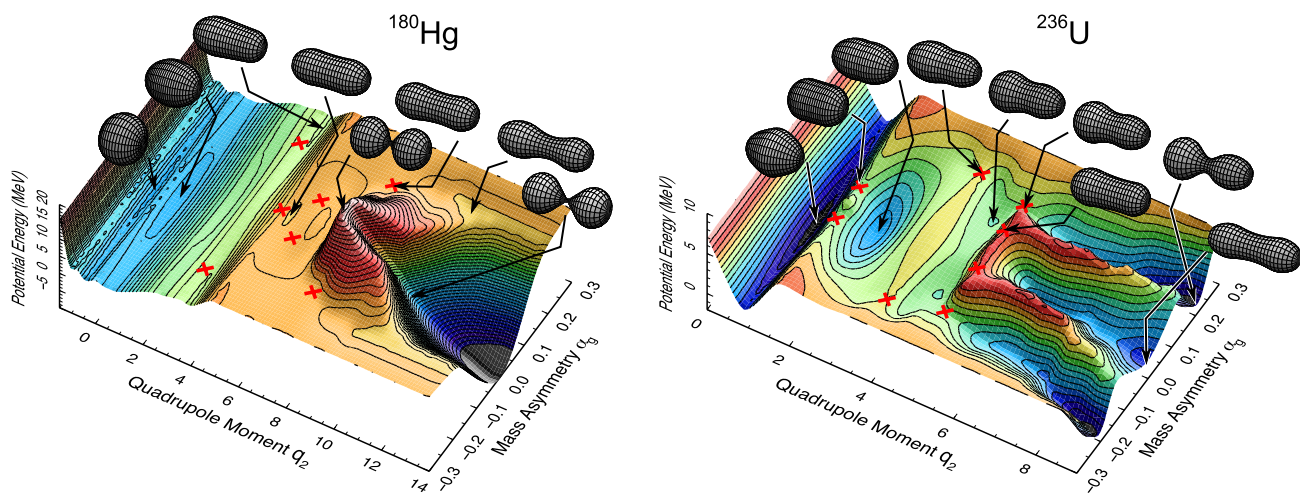 180Hg
Potential Energy (MeV)
-5 0 5 10 15 20
0 2 4 6 8 10 12 14
Quadrupole Moment q2
-0.3 -0.2 -0.1 0.0 0.1 0.2 0.3
Mass Asymmetry αg
236U
Potential Energy (MeV)
0 5 10
0 2 4 6 8
Quadrupole Moment q2
-0.3 -0.2 -0.1 0.0 0.1 0.2 0.3
Mass Asymmetry αg